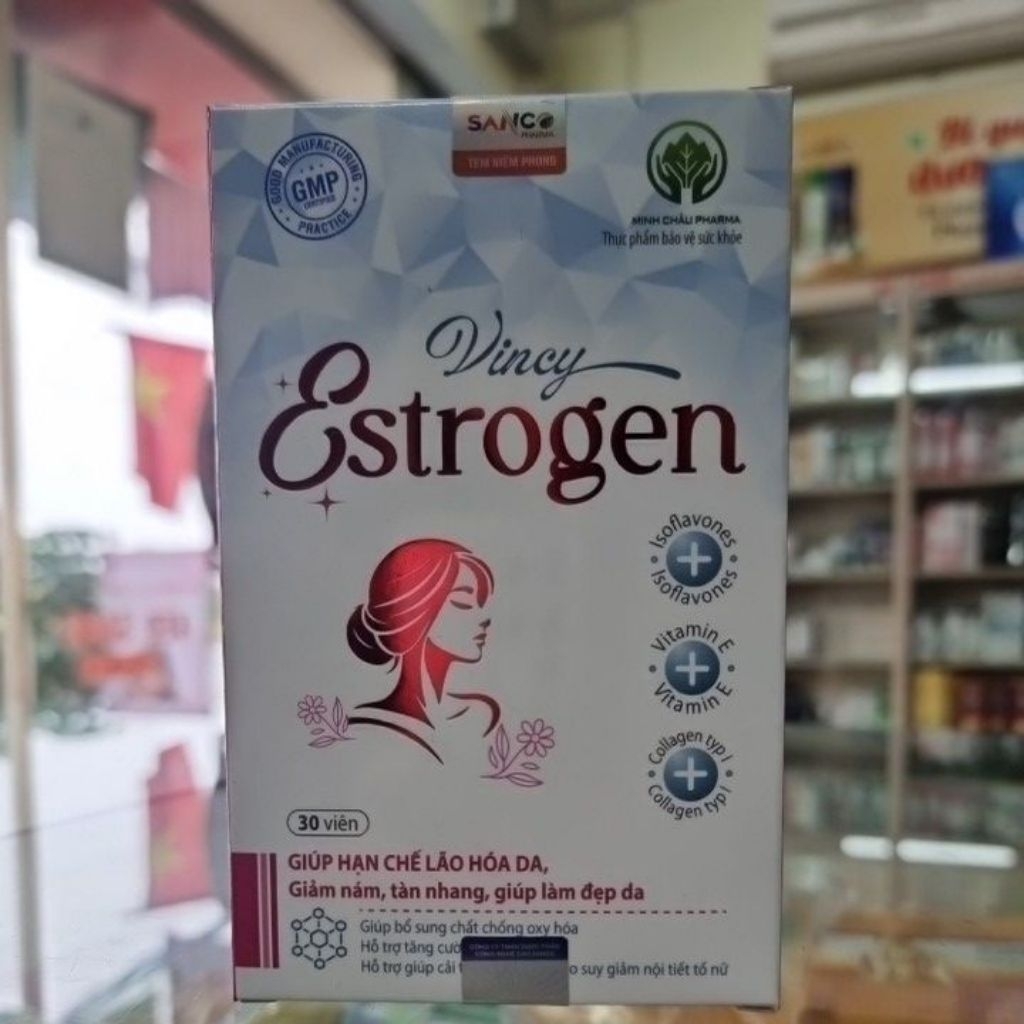 SANCO
PHARMA
TEM NIÊM PHONG
GOOD MANUFACTURING
GMP
CERTIFIED
PRACTICE
MINH CHÂU PHARMA
Thực phẩm bảo vệ sức khỏe
Vincy
Estrogen
Isoflavones
Isoflavones
Vitamin E
Vitamin E
Collagen typ I
Collagen typ I
30 viên
GIÚP HẠN CHẾ LÃO HÓA DA,
Giảm nám, tàn nhang, giúp làm đẹp da
Giúp bổ sung chất chống oxy hóa
Hỗ trợ tăng
Hỗ trợ giúp suy giảm nội tiết tố nữ